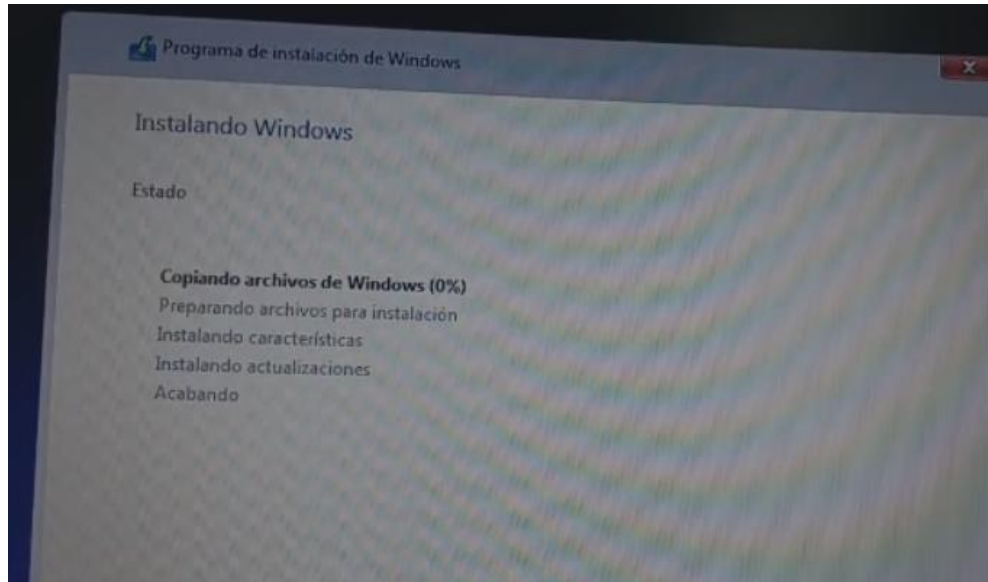 Programa de instalación de Windows
Instalando Windows
Estado
Copiando archivos de Windows (0%)
Preparando archivos para instalación
Instalando características
Instalando actualizaciones
Acabando